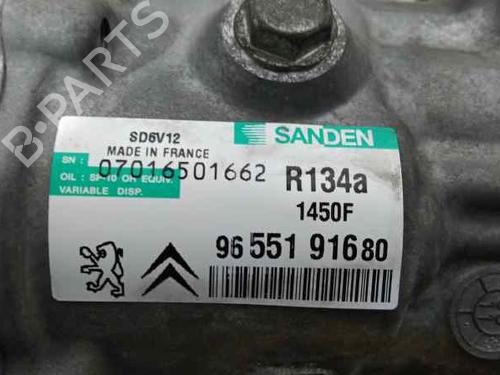 SD6V12
SANDEN
MADE IN FRANCE
SN : 07016501662
R134a
OIL : SP-10 OR EQUIV.
VARIABLE DISP.
1450F
96 551 916 80
B-PARTS